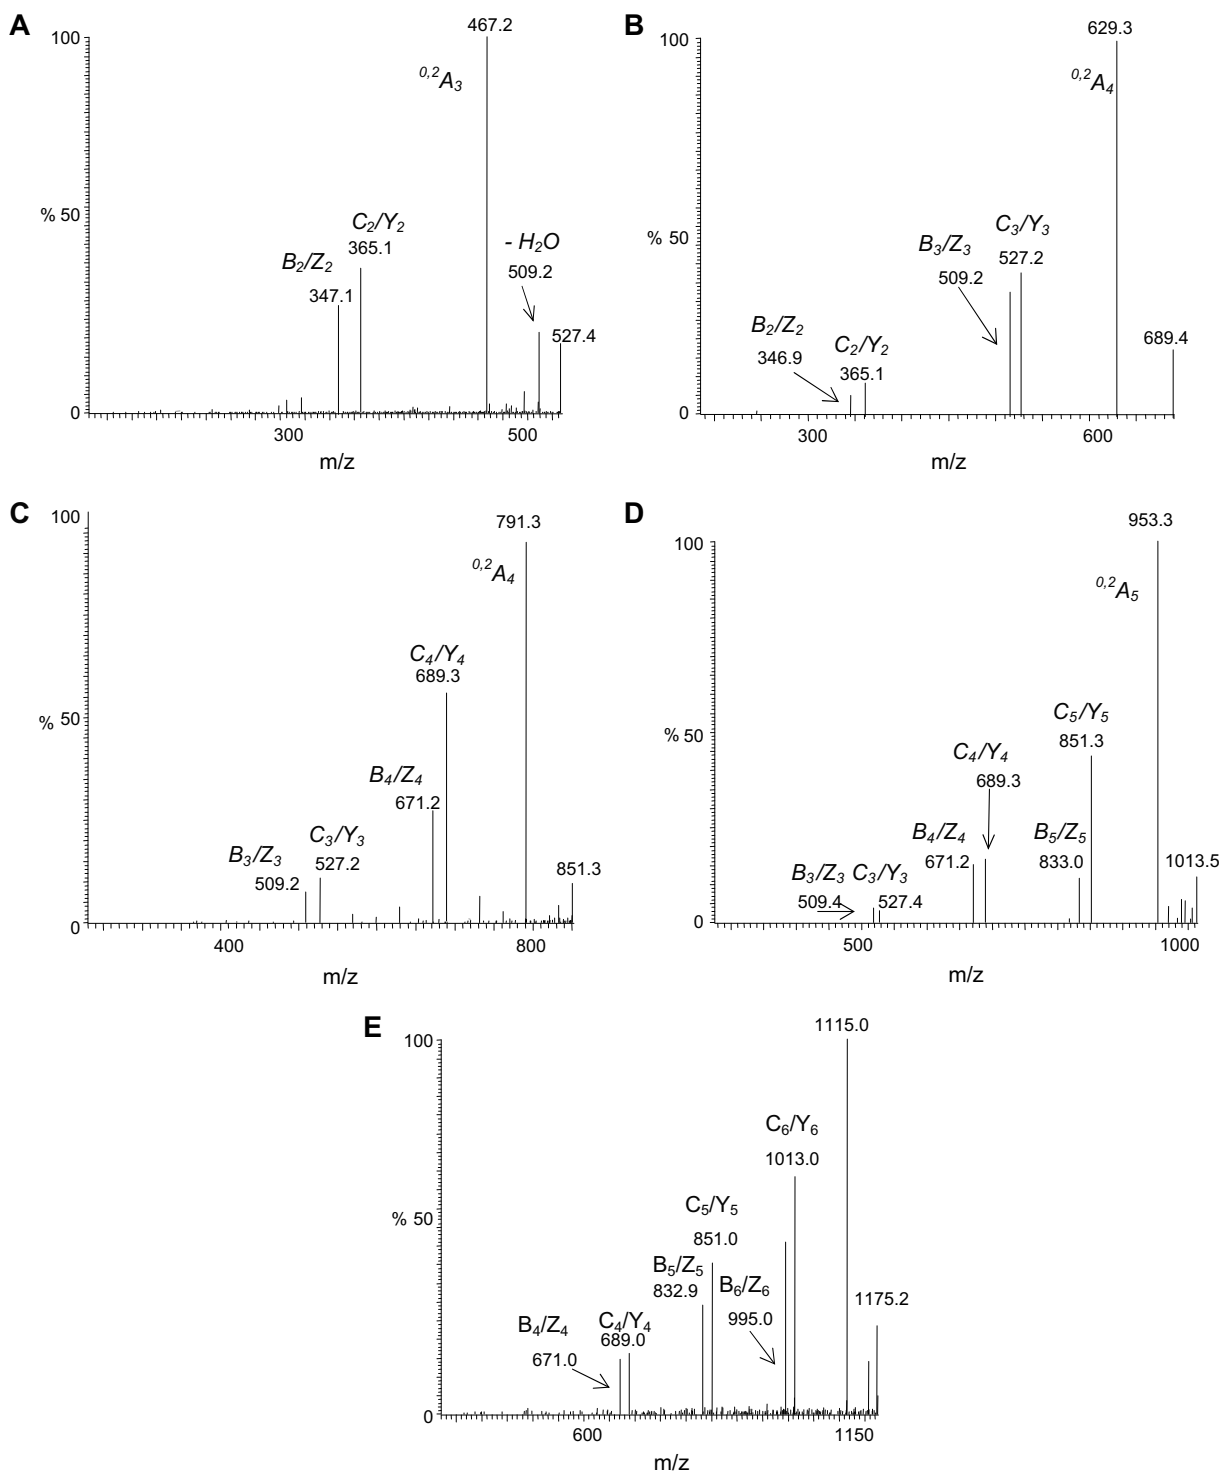 A
100
467.2
0,2A3
% 50
C2/Y2
365.1
B2/Z2
347.1
- H2O
509.2
527.4
0
300
500
m/z
B
100
629.3
0,2A4
% 50
C3/Y3
527.2
B3/Z3
509.2
B2/Z2
346.9
C2/Y2
365.1
689.4
0
300
600
m/z
C
100
791.3
0,2A4
C4/Y4
689.3
% 50
B4/Z4
671.2
C3/Y3
527.2
B3/Z3
509.2
851.3
0
400
800
m/z
D
100
953.3
0,2A5
C5/Y5
851.3
% 50
C4/Y4
689.3
B4/Z4
671.2
B5/Z5
833.0
B3/Z3
509.4
C3/Y3
527.4
1013.5
0
500
1000
m/z
E
100
1115.0
C6/Y6
1013.0
% 50
C5/Y5
851.0
B5/Z5
832.9
B6/Z6
995.0
1175.2
B4/Z4
671.0
C4/Y4
689.0
0
600
1150
m/z